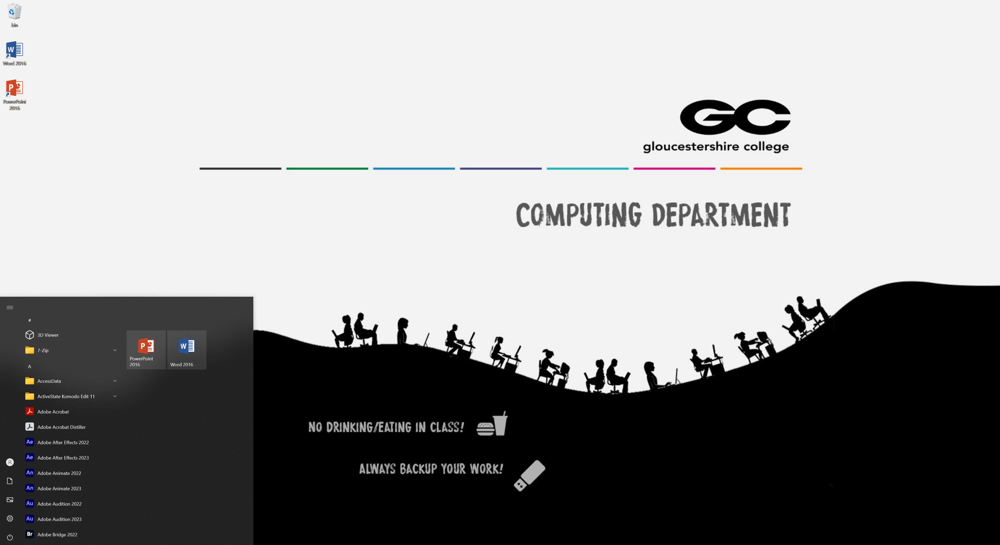 bin
Word 2016
PowerPoint
2016
GC
gloucestershire college
COMPUTING DEPARTMENT
#
3D Viewer
7-Zip
A
AccessData
ActiveState Komodo Edit 11
Adobe Acrobat
Adobe Acrobat Distiller
Ae Adobe After Effects 2022
Ae Adobe After Effects 2023
An Adobe Animate 2022
An Adobe Animate 2023
Au Adobe Audition 2022
Au Adobe Audition 2023
Br Adobe Bridge 2022
PowerPoint
2016
Word 2016
NO DRINKING/EATING IN CLASS!
ALWAYS BACKUP YOUR WORK!